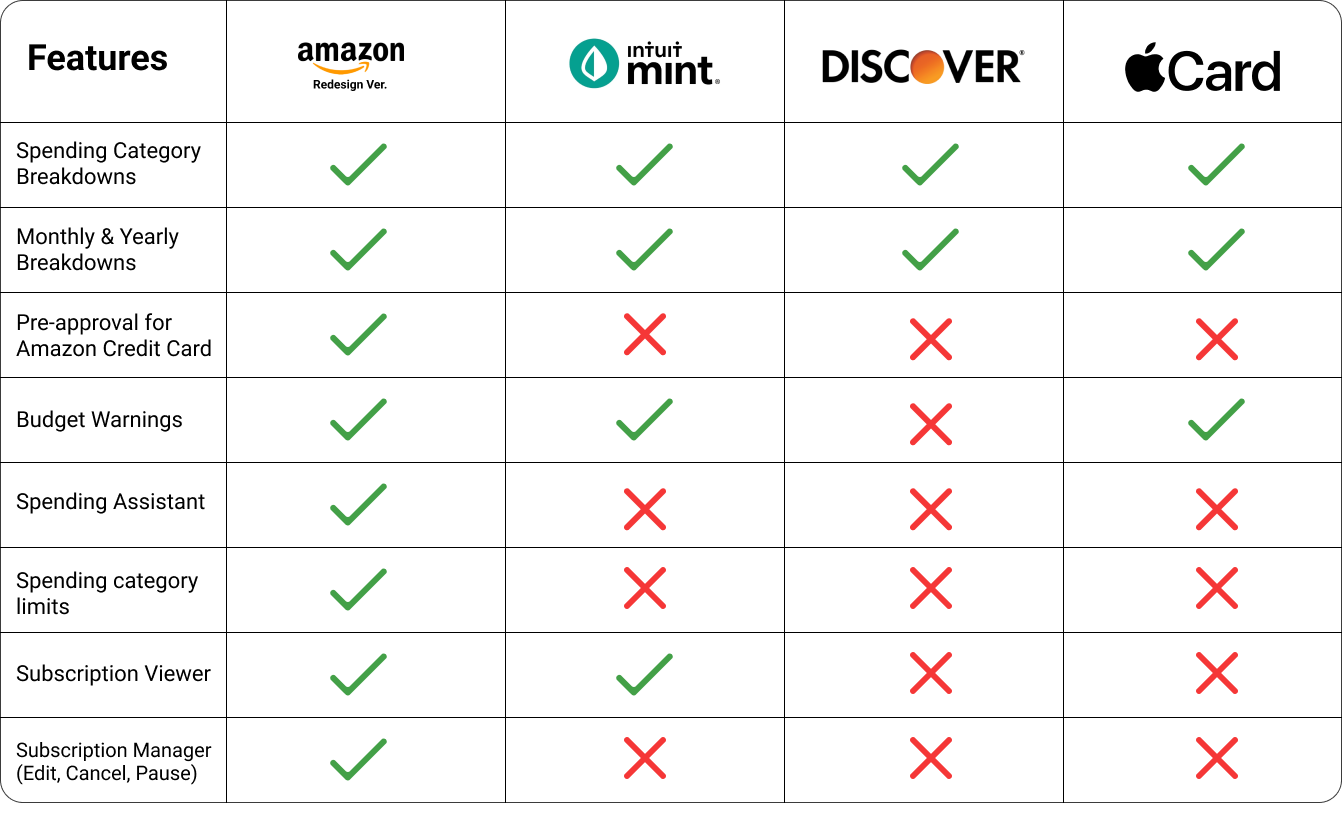 Features
amazon
Redesign Ver.
ıntuıt
mint®
DISCOVER®
Card
Spending Category
Breakdowns
Monthly & Yearly
Breakdowns
Pre-approval for
Amazon Credit Card
Budget Warnings
Spending Assistant
Spending category
limits
Subscription Viewer
Subscription Manager
(Edit, Cancel, Pause)